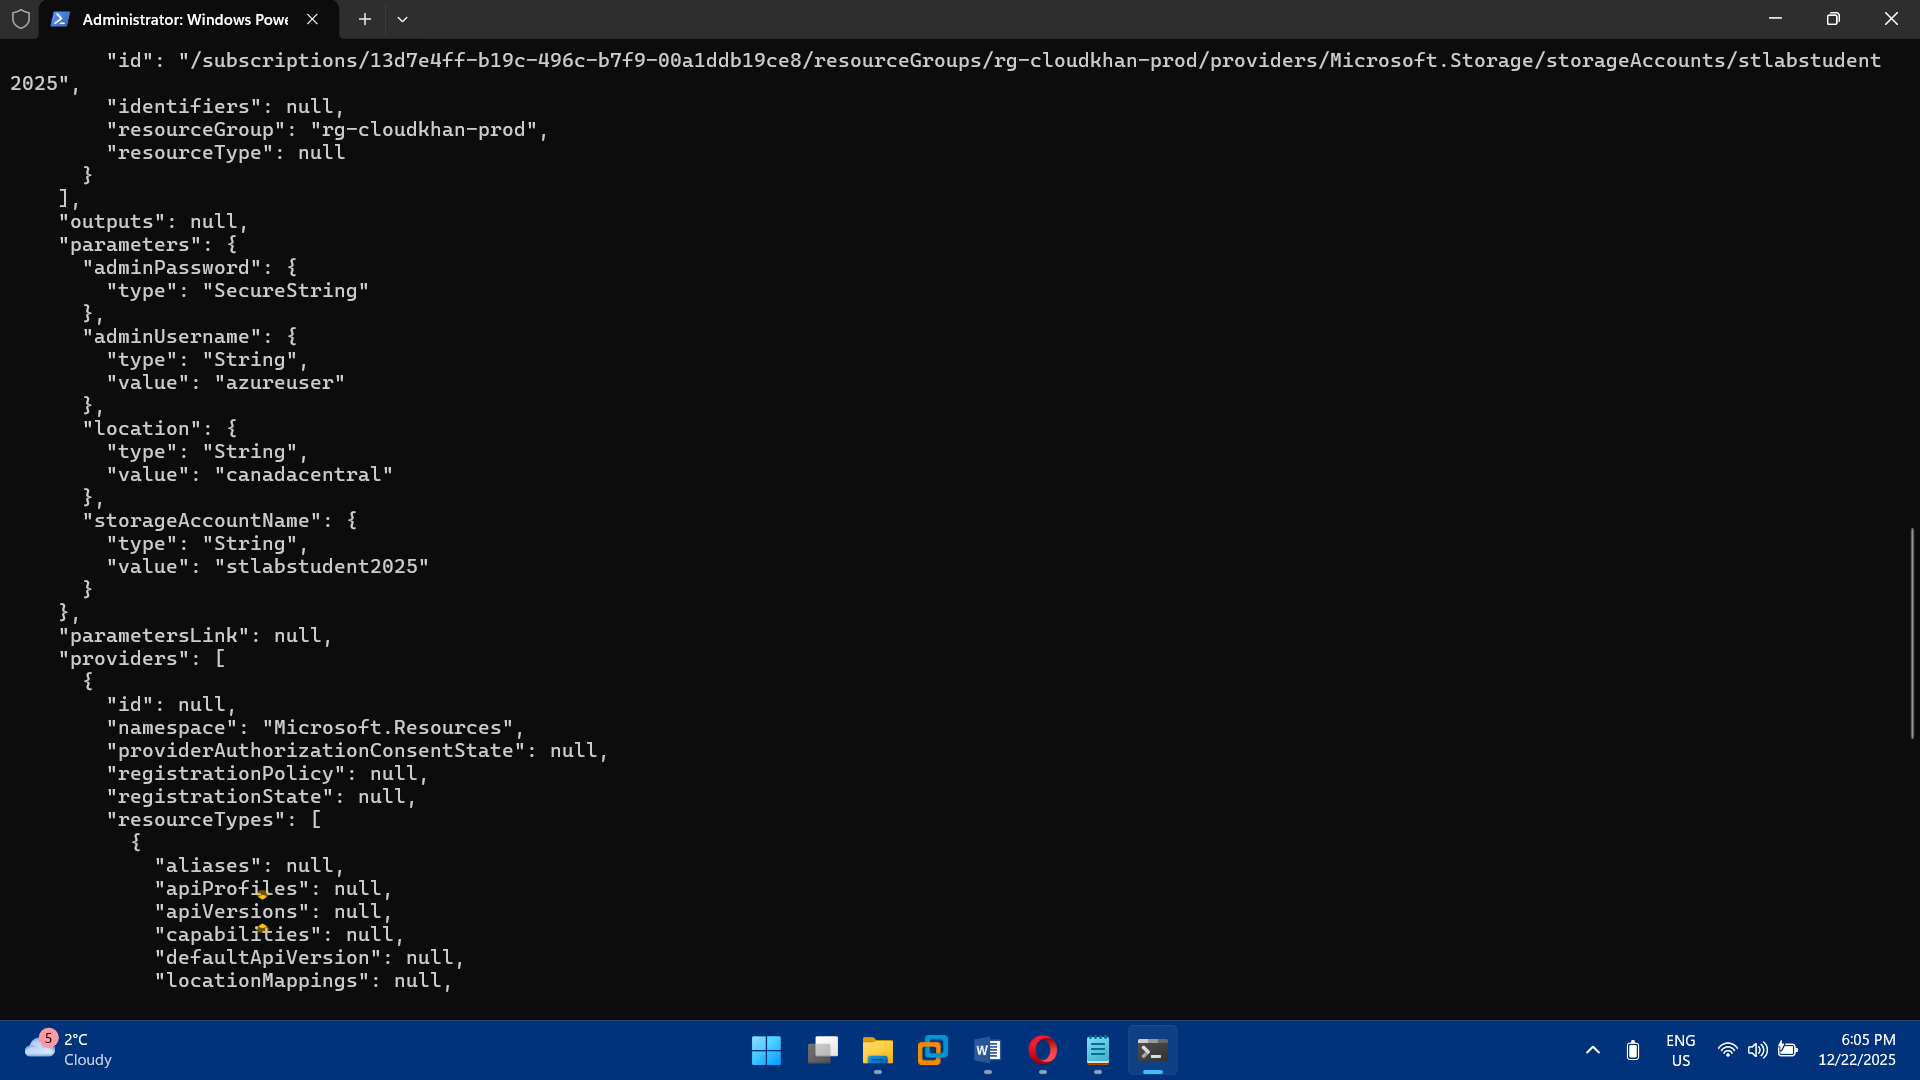 Administrator: Windows Powe
"id": "/subscriptions/13d7e4ff-b19c-496c-b7f9-00a1ddb19ce8/resourceGroups/rg-cloudkhan-prod/providers/Microsoft.Storage/storageAccounts/stlabstudent
2025",
"identifiers": null,
"resourceGroup": "rg-cloudkhan-prod",
"resourceType": null
}
],
"outputs": null,
"parameters": {
"adminPassword": {
"type": "SecureString"
},
"adminUsername": {
"type": "String",
"value": "azureuser"
},
"location": {
"type": "String",
"value": "canadacentral"
},
"storageAccountName": {
"type": "String",
"value": "stlabstudent2025"
}
},
"parametersLink": null,
"providers": [
{
"id": null,
"namespace": "Microsoft.Resources",
"providerAuthorizationConsentState": null,
"registrationPolicy": null,
"registrationState": null,
"resourceTypes": [
{
"aliases": null,
"apiProfiles": null,
"apiVersions": null,
"capabilities": null,
"defaultApiVersion": null,
"locationMappings": null,
5
2°C
Cloudy
W
ENG
US
6:05 PM
12/22/2025